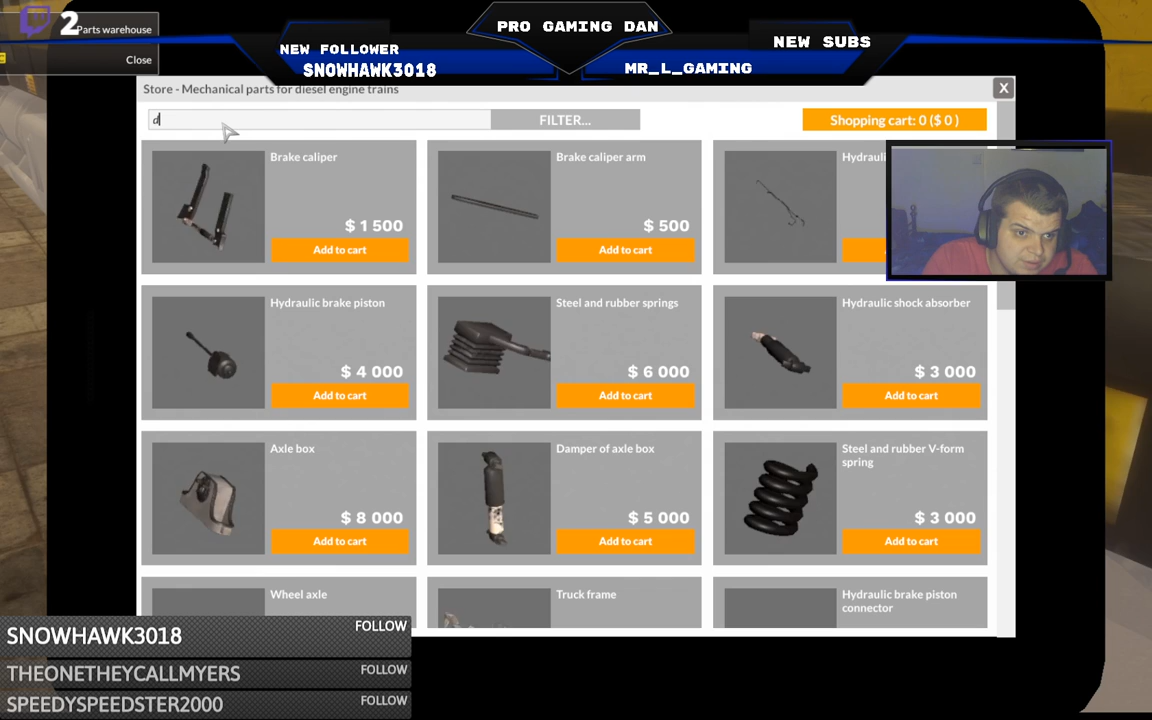 2
Parts warehouse
Close
PRO GAMING DAN
NEW FOLLOWER
SNOWHAWK3018
NEW SUBS
MR_L_GAMING
Store - Mechanical parts for diesel engine trains
X
d
FILTER...
Shopping cart: 0 ($ 0 )
Brake caliper
$ 1 500
Add to cart
Brake caliper arm
$ 500
Add to cart
Hydraulic brake piston
$ 4 000
Add to cart
Steel and rubber springs
$ 6 000
Add to cart
Hydraulic shock absorber
$ 3 000
Add to cart
Axle box
$ 8 000
Add to cart
Damper of axle box
$ 5 000
Add to cart
Steel and rubber V-form
spring
$ 3 000
Add to cart
Wheel axle
Truck frame
Hydraulic brake piston
connector
SNOWHAWK3018 FOLLOW
THEONETHEYCALLMYERS FOLLOW
SPEEDYSPEEDSTER2000 FOLLOW